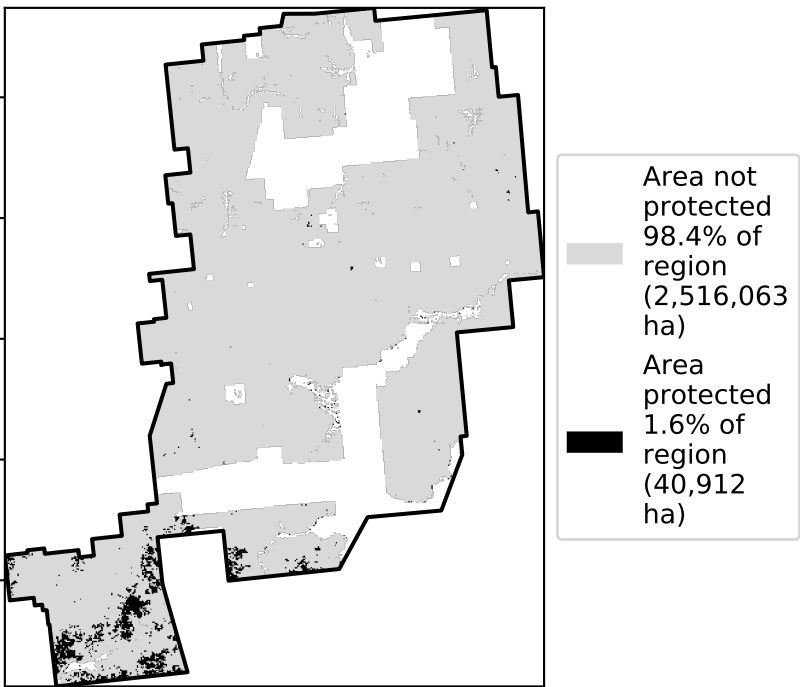 Area not
protected
98.4% of
region
(2,516,063
ha)
Area
protected
1.6% of
region
(40,912
ha)